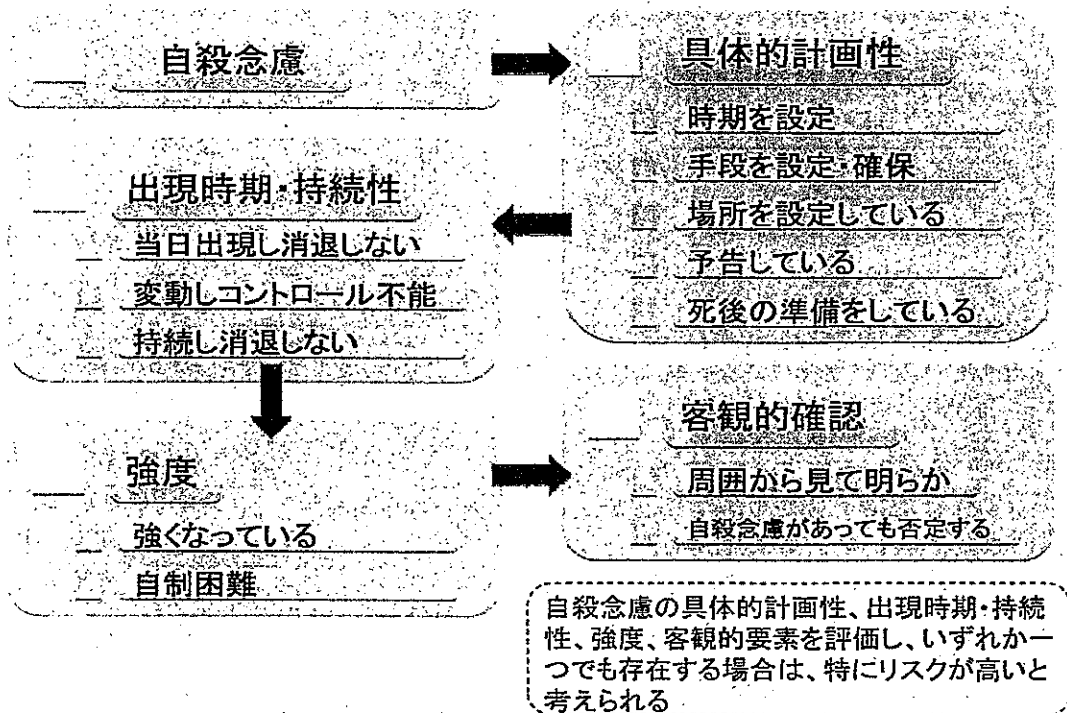 自殺念慮
具体的計画性
時期を設定
手段を設定・確保
場所を設定している
予告している
死後の準備をしている
出現時期・持続性
当日出現し消退しない
変動しコントロール不能
持続し消退しない
強度
強くなっている
自制困難
客観的確認
周囲から見て明らか
自殺念慮があっても否定する
自殺念慮の具体的計画性、出現時期・持続
性、強度、客観的要素を評価し、いずれか一
つでも存在する場合は、特にリスクが高いと
考えられる